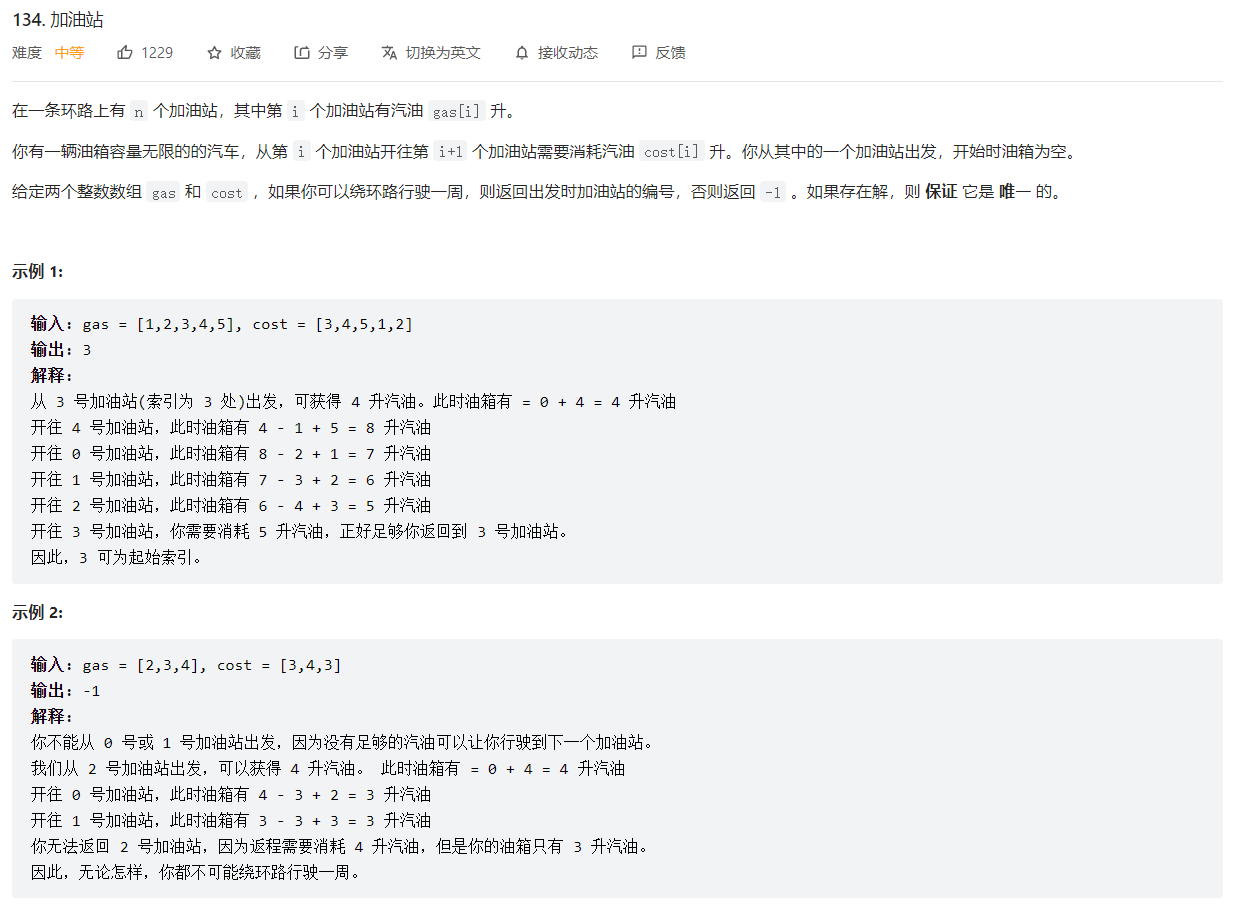 134. 加油站
难度 中等 1229 收藏 分享 切换为英文 接收动态 反馈
在一条环路上有 n 个加油站，其中第 i 个加油站有汽油 gas[i] 升。
你有一辆油箱容量无限的的汽车，从第 i 个加油站开往第 i+1 个加油站需要消耗汽油 cost[i] 升。你从其中的一个加油站出发，开始时油箱为空。
给定两个整数数组 gas 和 cost ，如果你可以绕环路行驶一周，则返回出发时加油站的编号，否则返回 -1 。如果存在解，则 保证 它是 唯一 的。
示例 1:
输入: gas = [1,2,3,4,5], cost = [3,4,5,1,2]
输出: 3
解释:
从 3 号加油站(索引为 3 处)出发，可获得 4 升汽油。此时油箱有 = 0 + 4 = 4 升汽油
开往 4 号加油站，此时油箱有 4 - 1 + 5 = 8 升汽油
开往 0 号加油站，此时油箱有 8 - 2 + 1 = 7 升汽油
开往 1 号加油站，此时油箱有 7 - 3 + 2 = 6 升汽油
开往 2 号加油站，此时油箱有 6 - 4 + 3 = 5 升汽油
开往 3 号加油站，你需要消耗 5 升汽油，正好足够你返回到 3 号加油站。
因此，3 可为起始索引。
示例 2:
输入: gas = [2,3,4], cost = [3,4,3]
输出: -1
解释:
你不能从 0 号或 1 号加油站出发，因为没有足够的汽油可以让你行驶到下一个加油站。
我们从 2 号加油站出发，可以获得 4 升汽油。 此时油箱有 = 0 + 4 = 4 升汽油
开往 0 号加油站，此时油箱有 4 - 3 + 2 = 3 升汽油
开往 1 号加油站，此时油箱有 3 - 3 + 3 = 3 升汽油
你无法返回 2 号加油站，因为返程需要消耗 4 升汽油，但是你的油箱只有 3 升汽油。
因此，无论怎样，你都不可能绕环路行驶一周。